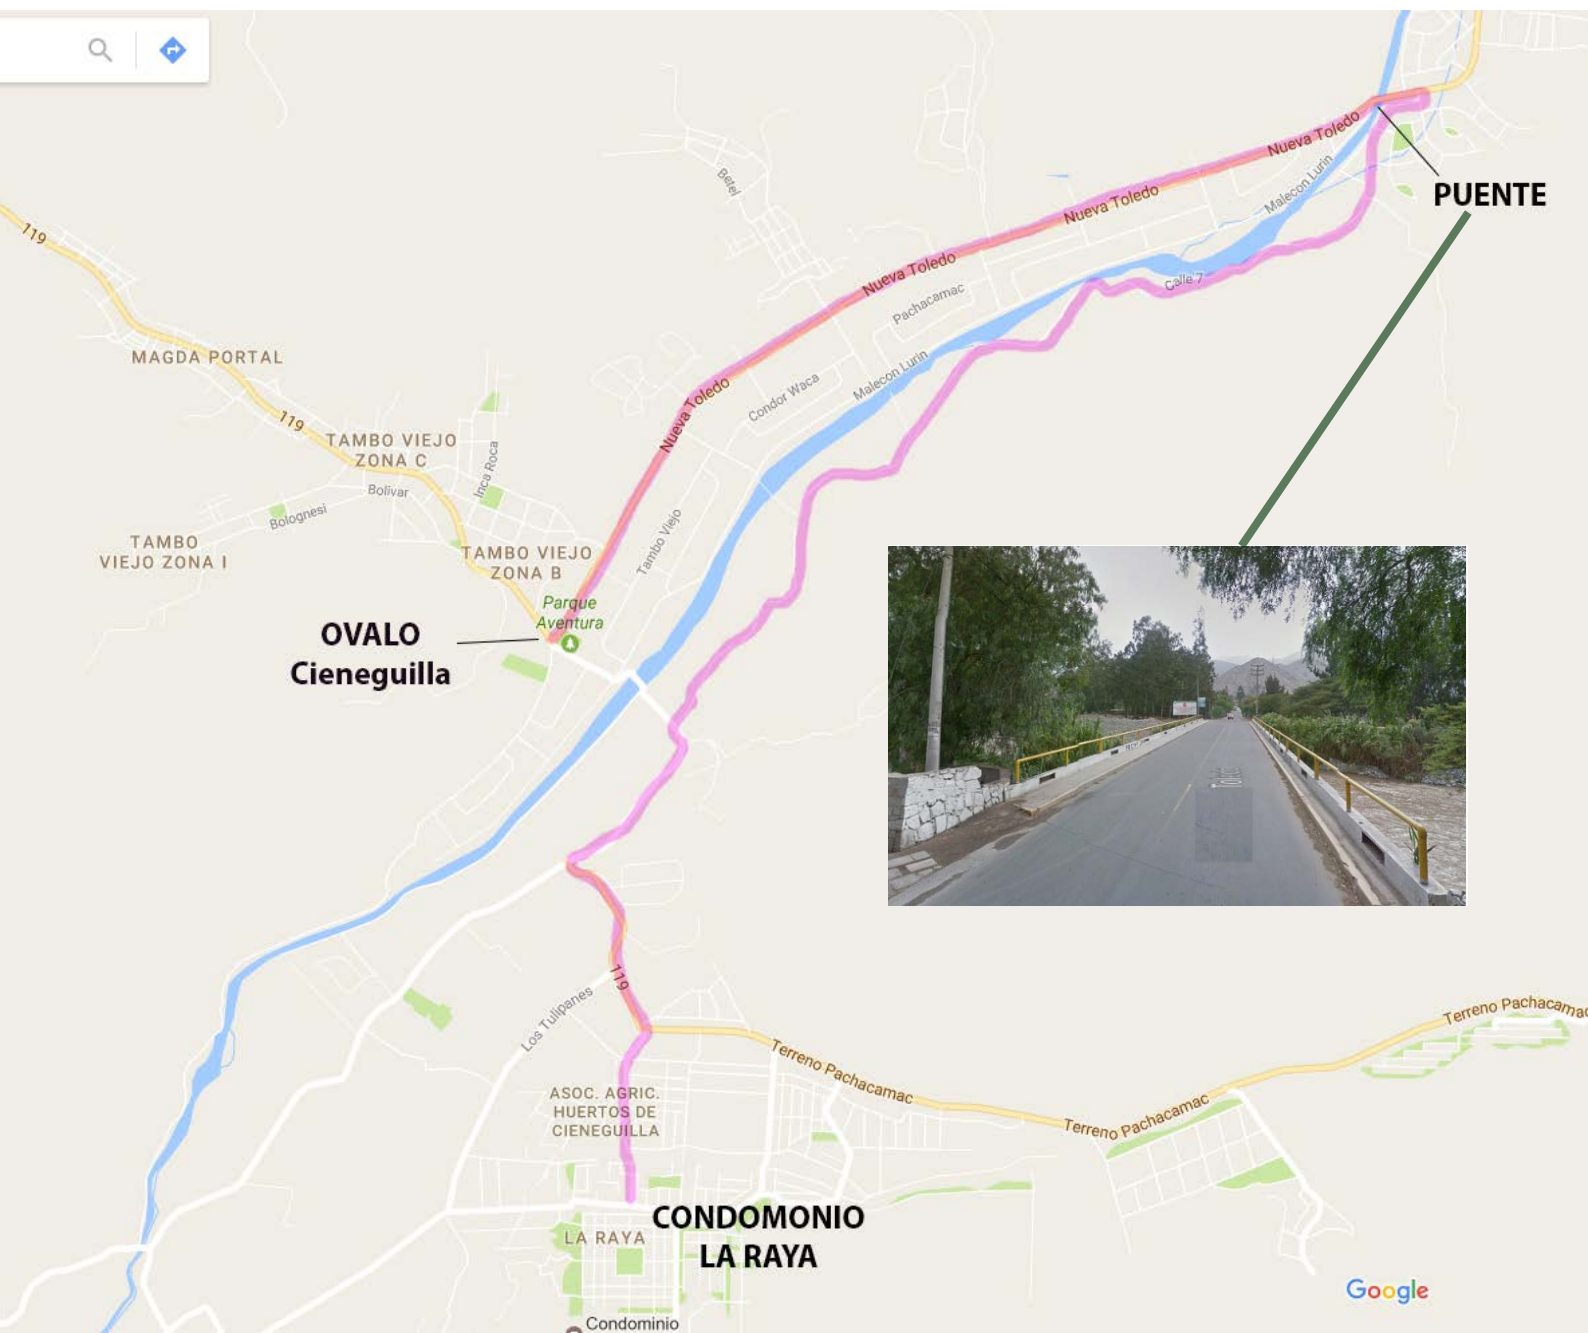 Nueva Toledo
Malecon Lurin
PUENTE
Betel
Nueva Toledo
119
Nueva Toledo
Calle 7
Pachacamac
MAGDA PORTAL
Malecon Lurin
Condor Waca
Nueva Toledo
119
TAMBO VIEJO
ZONA C
Inca Roca
Bolivar
Bolognesi
TAMBO
VIEJO ZONA I
TAMBO VIEJO
ZONA B
Tambo Viejo
Parque
Aventura
OVALO
Cieneguilla
119
Los Tulipanes
Terreno Pachacamac
Terreno Pachacamac
Terreno Pachacamac
ASOC. AGRIC.
HUERTOS DE
CIENEGUILLA
CONDOMONIO
LA RAYA
LA RAYA
Google
Condominio